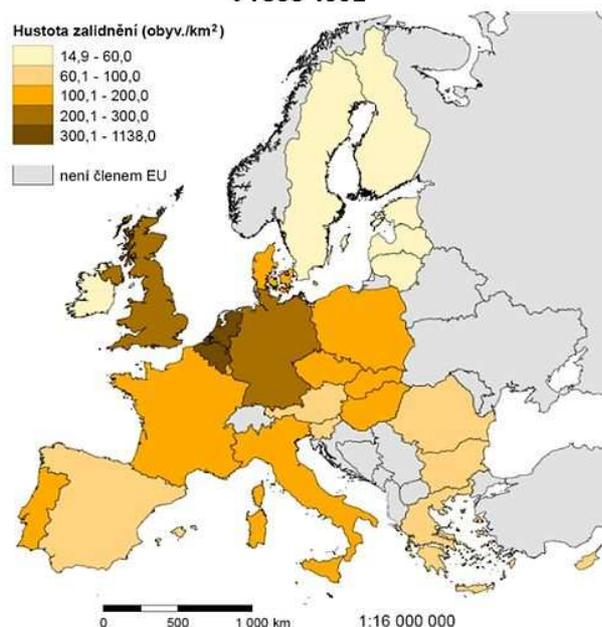 Hustota zalidnění (obyv./km²)
14,9 - 60,0
60,1 - 100,0
100,1 - 200,0
200,1 - 300,0
300,1 - 1138,0
není členem EU
0 500 1 000 km
1:16 000 000